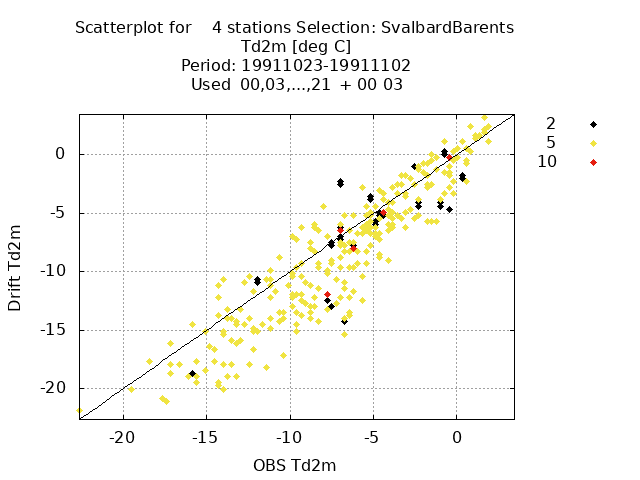 Scatterplot for 4 stations Selection: SvalbardBarents
Td2m [deg C]
Period: 19911023-19911102
Used 00,03,...,21 + 00 03
2
5
10
0
-5
-10
-15
-20
Drift Td2m
-20 -15 -10 -5 0
OBS Td2m